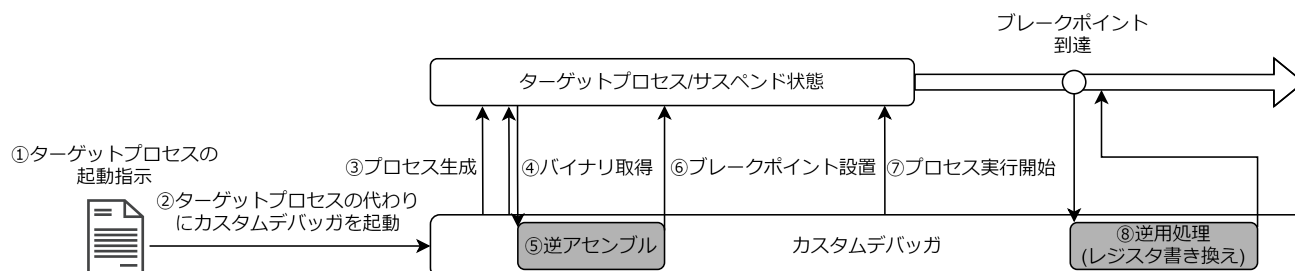 ブレークポイント
到達
ターゲットプロセス/サスペンド状態
①ターゲットプロセスの
起動指示
③プロセス生成
④バイナリ取得
⑥ブレークポイント設置
⑦プロセス実行開始
②ターゲットプロセスの代わり
にカスタムデバッガを起動
⑤逆アセンブル
カスタムデバッガ
⑧逆用処理
(レジスタ書き換え)